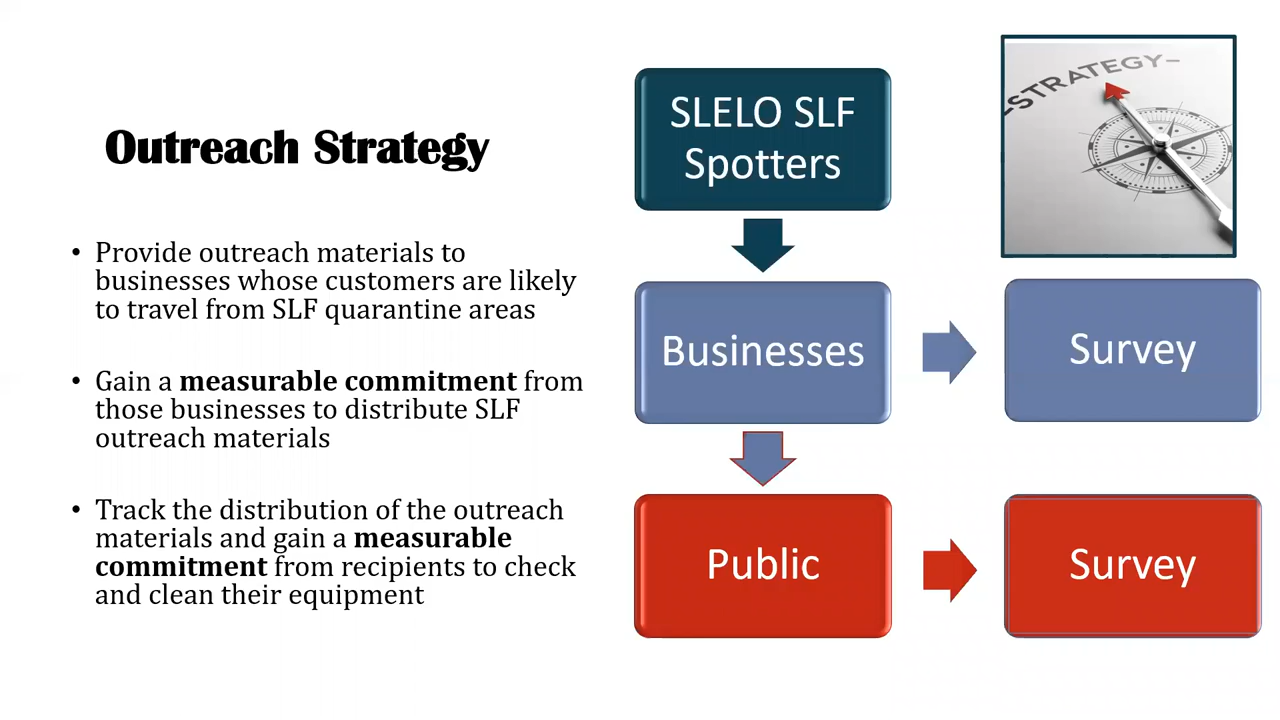 Outreach Strategy
• Provide outreach materials to
businesses whose customers are likely
to travel from SLF quarantine areas
• Gain a measurable commitment from
those businesses to distribute SLF
outreach materials
• Track the distribution of the outreach
materials and gain a measurable
commitment from recipients to check
and clean their equipment
SLELO SLF
Spotters
STRATEGY
Businesses
Survey
Public
Survey